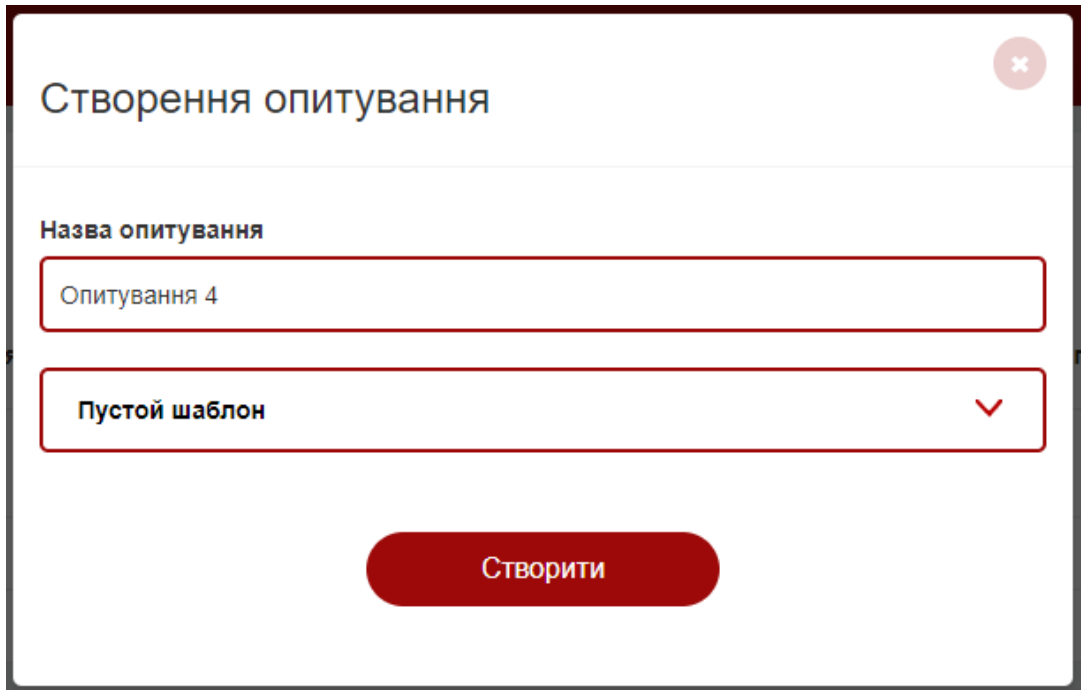 Створення опитування
Назва опитування
Опитування 4
Пустой шаблон
Створити